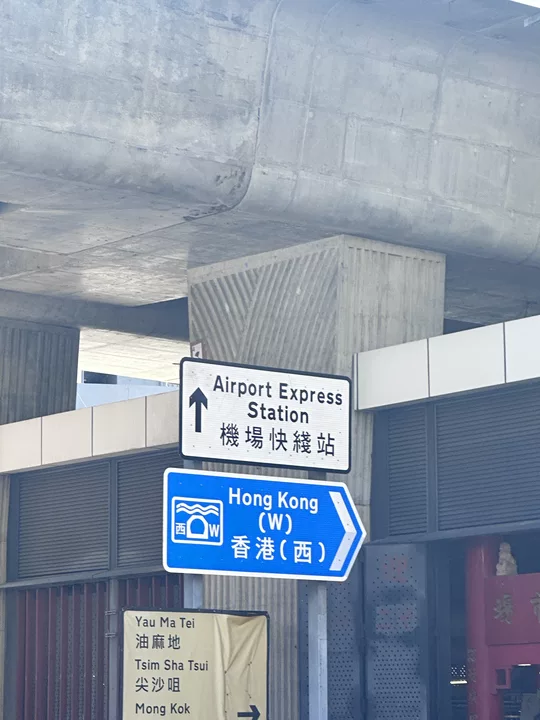 Airport Express
Station
機場快綫站
Hong Kong
(W)
香港(西)
西 W
Yau Ma Tei
油麻地
Tsim Sha Tsui
尖沙咀
Mong Kok